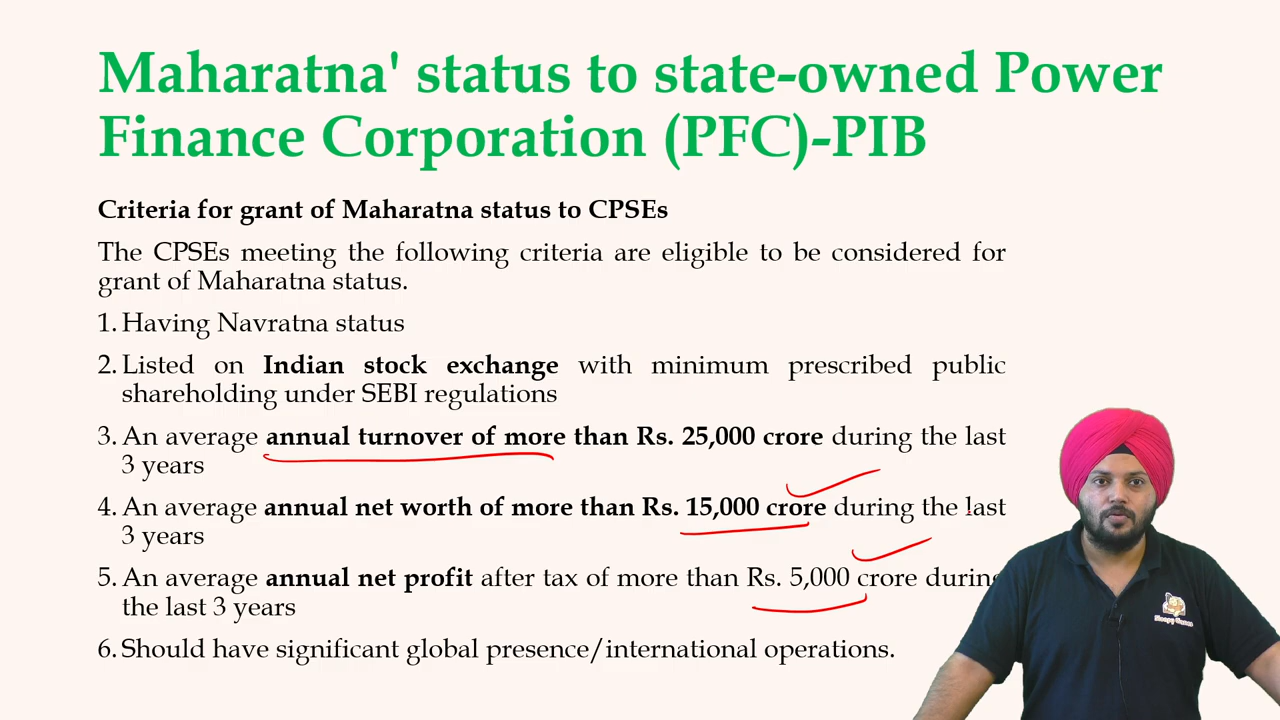 Maharatna' status to state-owned Power
Finance Corporation (PFC)-PIB
Criteria for grant of Maharatna status to CPSEs
The CPSEs meeting the following criteria are eligible to be considered for
grant of Maharatna status.
1. Having Navratna status
2. Listed on Indian stock exchange with minimum prescribed public
shareholding under SEBI regulations
3. An average annual turnover of more than Rs. 25,000 crore during the last
3 years
4. An average annual net worth of more than Rs. 15,000 crore during the last
3 years
5. An average annual net profit after tax of more than Rs. 5,000 crore during
the last 3 years
6. Should have significant global presence/international operations.